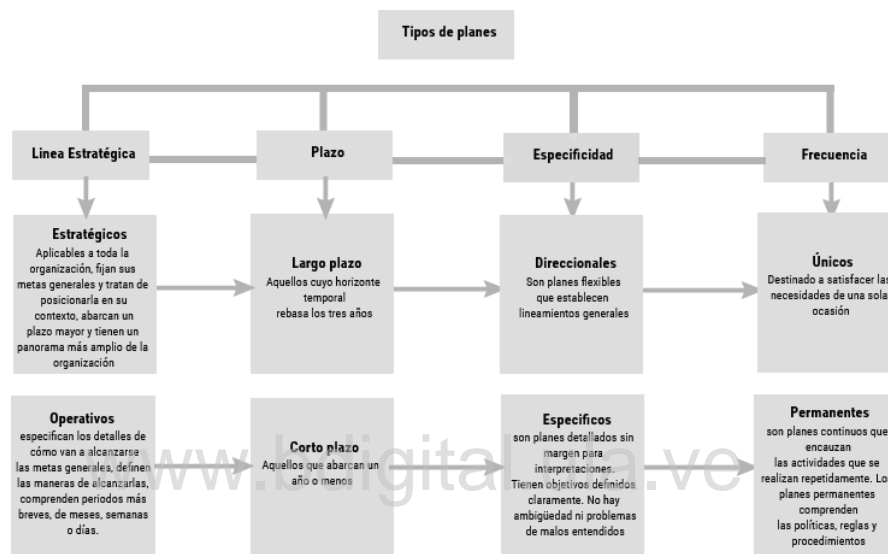 Tipos de planes
Linea Estratégica
Plazo
Especificidad
Frecuencia
Estratégicos
Aplicables a toda la
organización, fijan sus
metas generales y tratan de
posicionarla en su
contexto, abarcan un
plazo mayor y tienen un
panorama más amplio de la
organización
Largo plazo
Aquellos cuyo horizonte
temporal
rebasa los tres años
Direccionales
Son planes flexibles
que establecen
lineamientos generales
Únicos
Destinado a satisfacer las
necesidades de una sola
ocasión
Operativos
especifican los detalles de
cómo van a alcanzarse
las metas generales, definen
las maneras de alcanzarlas,
comprenden periodos más
breves, de meses, semanas
o días.
Corto plazo
Aquellos que abarcan un
año o menos
Específicos
son planes detallados sin
margen para
interpretaciones.
Tienen objetivos definidos
claramente. No hay
ambigüedad ni problemas
de malos entendidos
Permanentes
son planes continuos que
encauzan
las actividades que se
realizan repetidamente. Lo
planes permanentes
comprenden
las políticas, reglas y
procedimientos